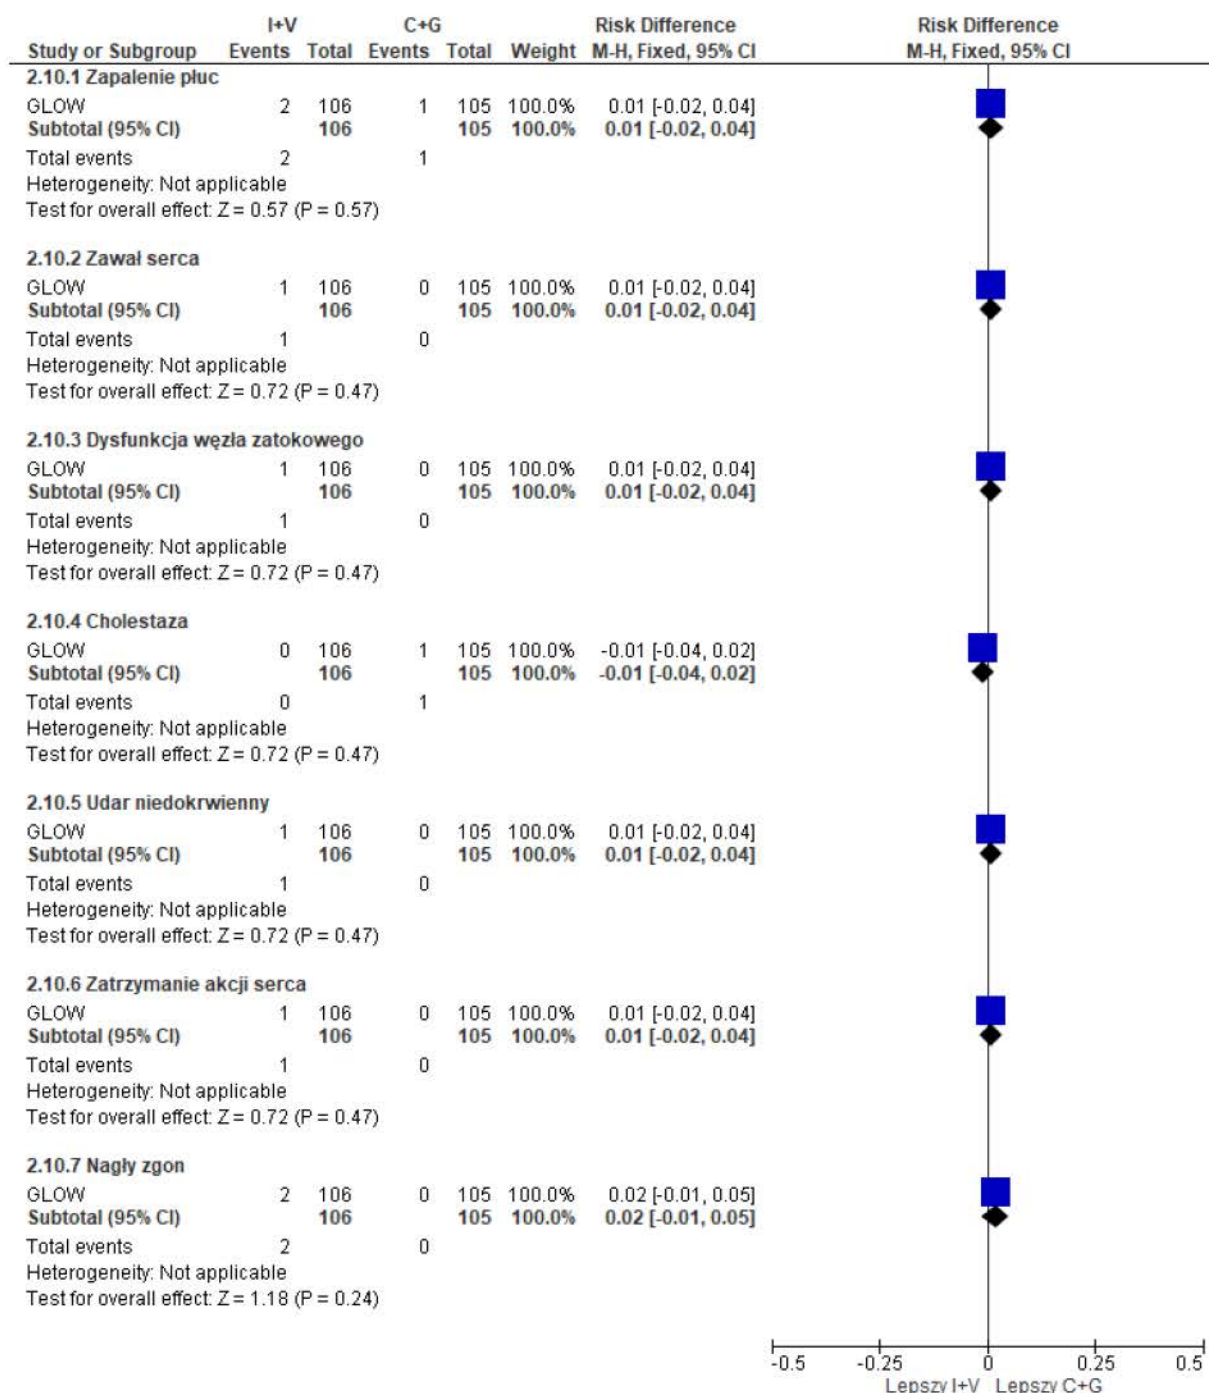 I+V C+G Risk Difference Risk Difference
Study or Subgroup Events Total Events Total Weight M-H, Fixed, 95% CI M-H, Fixed, 95% CI
2.10.1 Zapalenie płuc
GLOW 2 106 1 105 100.0% 0.01 [-0.02, 0.04]
Subtotal (95% CI) 106 105 100.0% 0.01 [-0.02, 0.04]
Total events 2 1
Heterogeneity: Not applicable
Test for overall effect: Z = 0.57 (P = 0.57)
2.10.2 Zawał serca
GLOW 1 106 0 105 100.0% 0.01 [-0.02, 0.04]
Subtotal (95% CI) 106 105 100.0% 0.01 [-0.02, 0.04]
Total events 1 0
Heterogeneity: Not applicable
Test for overall effect: Z = 0.72 (P = 0.47)
2.10.3 Dysfunkcja węzła zatokowego
GLOW 1 106 0 105 100.0% 0.01 [-0.02, 0.04]
Subtotal (95% CI) 106 105 100.0% 0.01 [-0.02, 0.04]
Total events 1 0
Heterogeneity: Not applicable
Test for overall effect: Z = 0.72 (P = 0.47)
2.10.4 Cholestaza
GLOW 0 106 1 105 100.0% -0.01 [-0.04, 0.02]
Subtotal (95% CI) 106 105 100.0% -0.01 [-0.04, 0.02]
Total events 0 1
Heterogeneity: Not applicable
Test for overall effect: Z = 0.72 (P = 0.47)
2.10.5 Udar niedokrwienny
GLOW 1 106 0 105 100.0% 0.01 [-0.02, 0.04]
Subtotal (95% CI) 106 105 100.0% 0.01 [-0.02, 0.04]
Total events 1 0
Heterogeneity: Not applicable
Test for overall effect: Z = 0.72 (P = 0.47)
2.10.6 Zatrzymanie akcji serca
GLOW 1 106 0 105 100.0% 0.01 [-0.02, 0.04]
Subtotal (95% CI) 106 105 100.0% 0.01 [-0.02, 0.04]
Total events 1 0
Heterogeneity: Not applicable
Test for overall effect: Z = 0.72 (P = 0.47)
2.10.7 Nagły zgon
GLOW 2 106 0 105 100.0% 0.02 [-0.01, 0.05]
Subtotal (95% CI) 106 105 100.0% 0.02 [-0.01, 0.05]
Total events 2 0
Heterogeneity: Not applicable
Test for overall effect: Z = 1.18 (P = 0.24)
-0.5 -0.25 0 0.25 0.5
Lepszy I+V Lepszy C+G